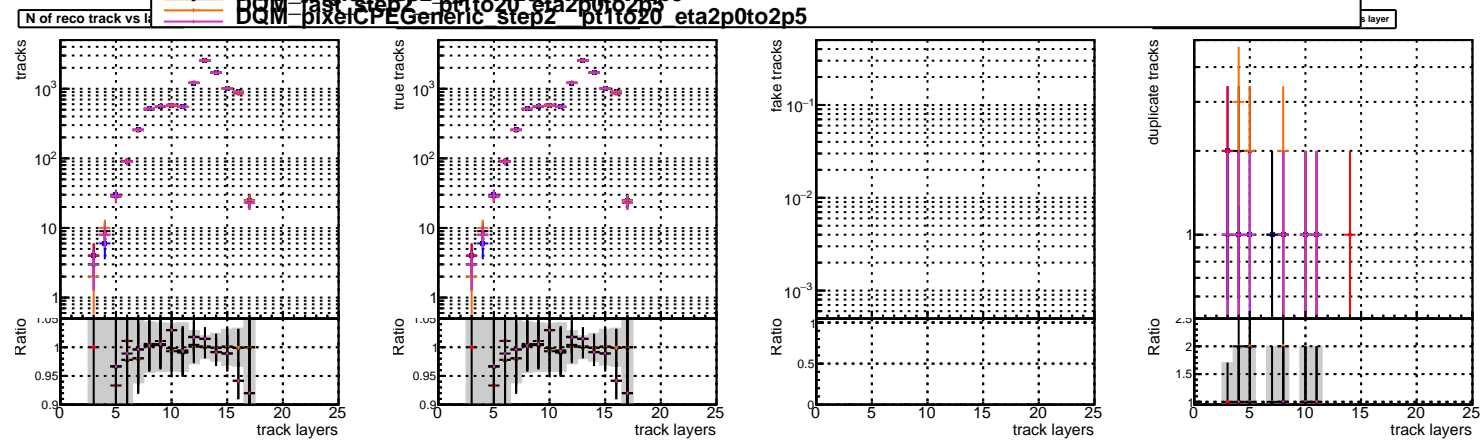 DQM_fast_step2__pt1to20_eta2p0to2p5
DQM_pixelCPEGeneric_step2__pt1to20_eta2p0to2p5
N of reco track vs la
s layer
tracks
10³
10²
10
1
Ratio
1.05
1
0.95
0.9
0 5 10 15 20 25
track layers
true tracks
10³
10²
10
1
Ratio
1.05
1
0.95
0.9
0 5 10 15 20 25
track layers
fake tracks
10⁻¹
10⁻²
10⁻³
Ratio
1
0.5
0
0 5 10 15 20 25
track layers
duplicate tracks
1
Ratio
2.5
2
1.5
1
0 5 10 15 20 25
track layers